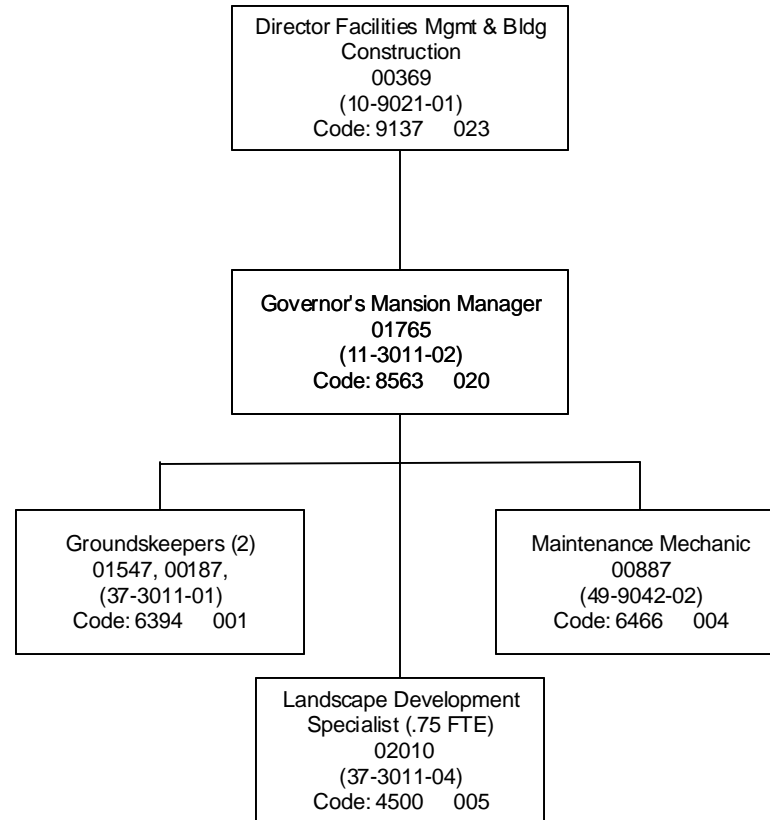 Director Facilities Mgmt & Bldg
Construction
00369
(10-9021-01)
Code: 9137 023
Governor's Mansion Manager
01765
(11-3011-02)
Code: 8563 020
Groundskeepers (2)
01547, 00187,
(37-3011-01)
Code: 6394 001
Maintenance Mechanic
00887
(49-9042-02)
Code: 6466 004
Landscape Development
Specialist (.75 FTE)
02010
(37-3011-04)
Code: 4500 005